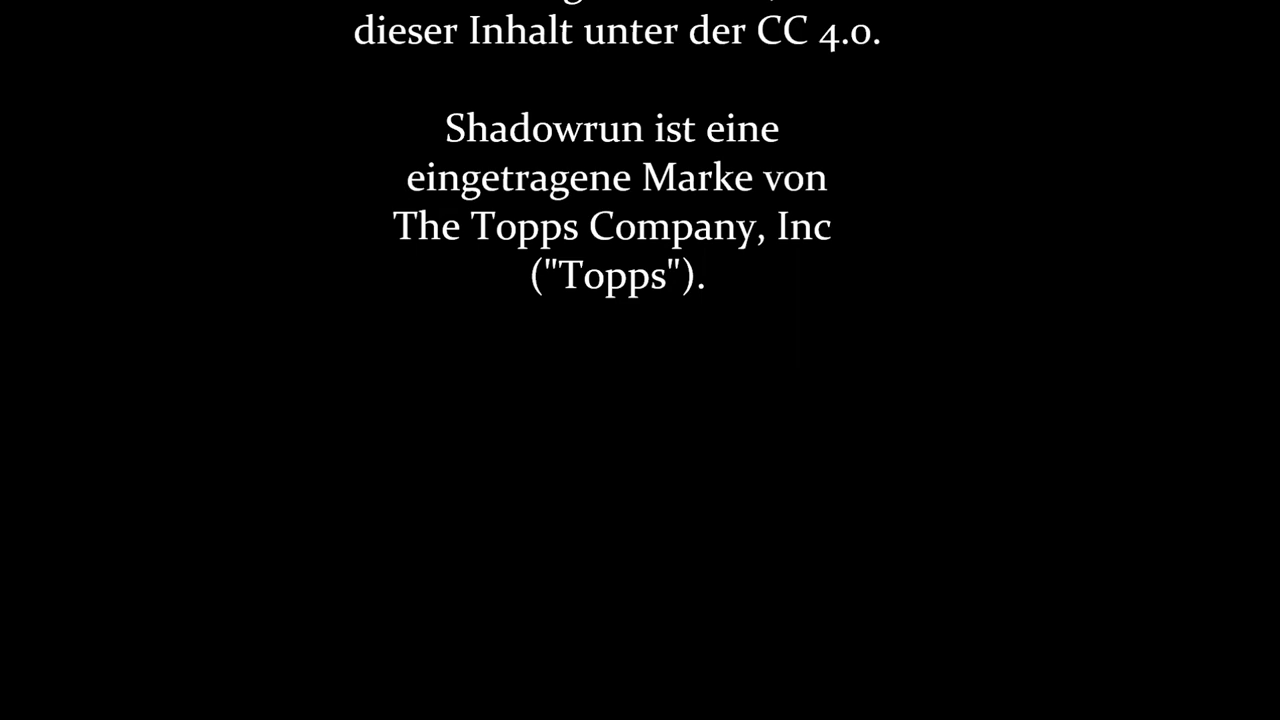 dieser Inhalt unter der CC 4.0.
Shadowrun ist eine
eingetragene Marke von
The Topps Company, Inc
("Topps").